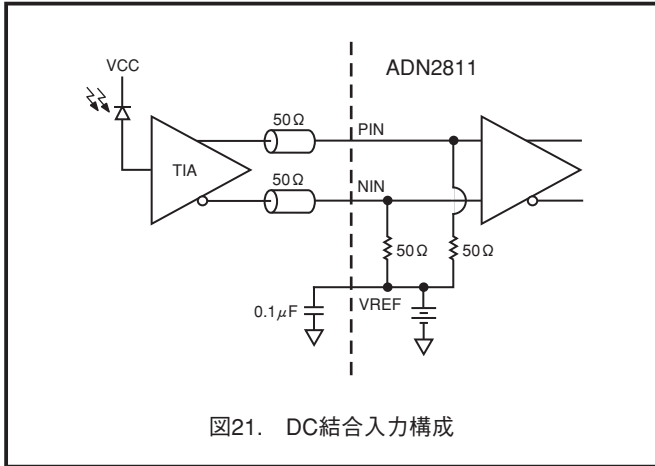 VCC
ADN2811
50Ω
PIN
TIA
50Ω
NIN
50Ω
50Ω
0.1μF
VREF
図21. DC結合入力構成